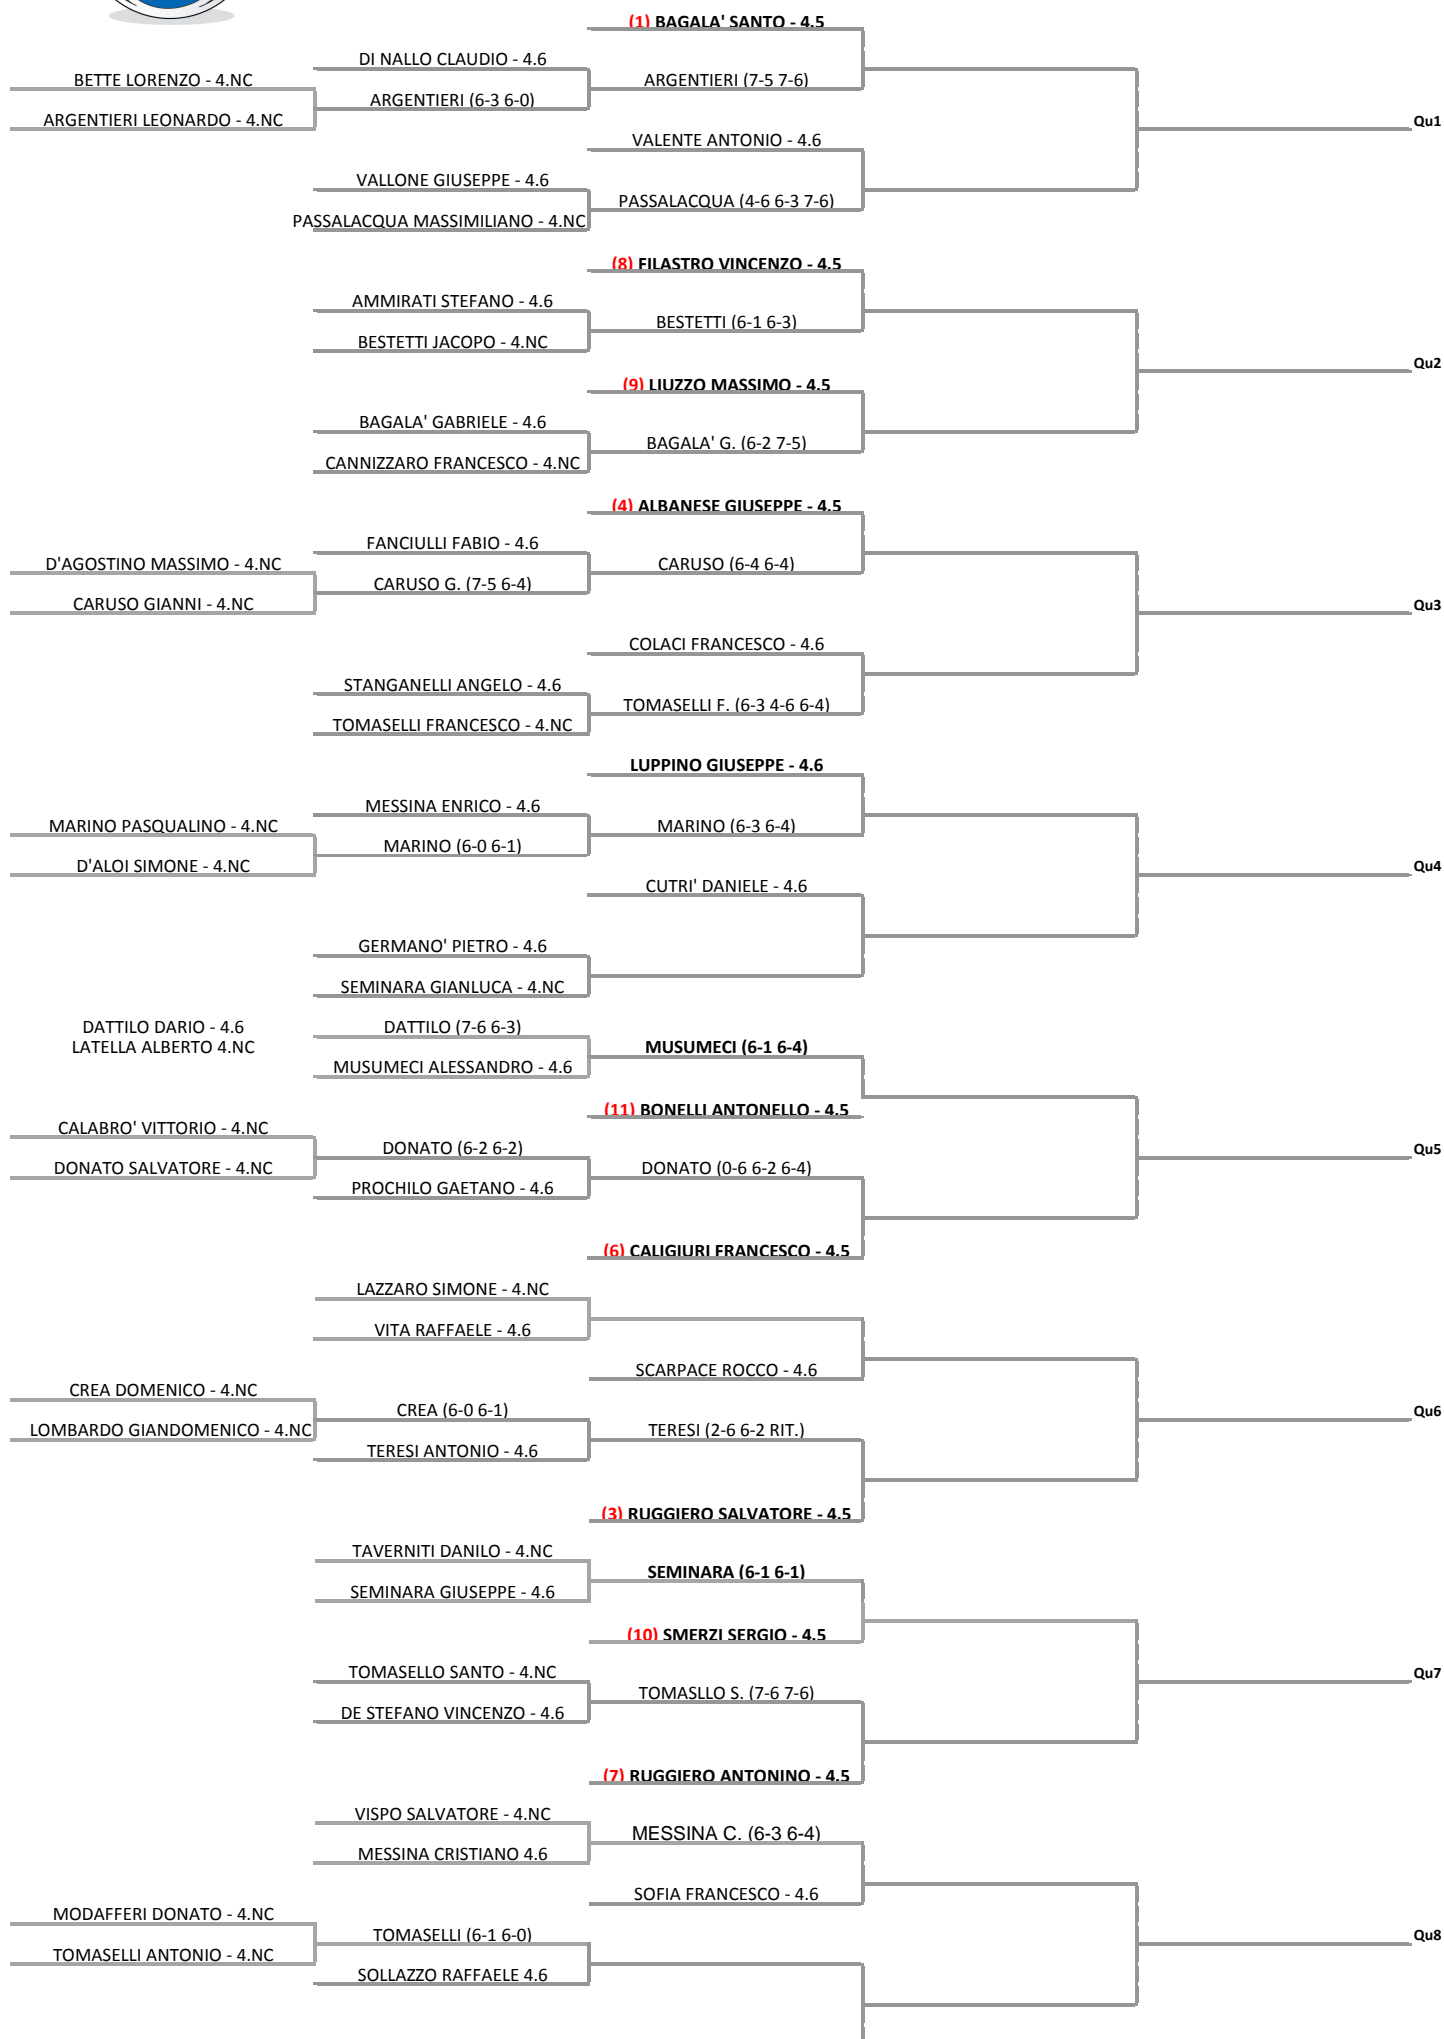 (1) BAGALA' SANTO - 4.5
DI NALLO CLAUDIO - 4.6
BETTE LORENZO - 4.NC
ARGENTIERI (7-5 7-6)
ARGENTIERI (6-3 6-0)
ARGENTIERI LEONARDO - 4.NC
Qu1
VALENTE ANTONIO - 4.6
VALLONE GIUSEPPE - 4.6
PASSALACQUA (4-6 6-3 7-6)
PASSALACQUA MASSIMILIANO - 4.NC
(8) FILASTRO VINCENZO - 4.5
AMMIRATI STEFANO - 4.6
BESTETTI (6-1 6-3)
BESTETTI JACOPO - 4.NC
Qu2
(9) LIUZZO MASSIMO - 4.5
BAGALA' GABRIELE - 4.6
BAGALA' G. (6-2 7-5)
CANNIZZARO FRANCESCO - 4.NC
(4) ALBANESE GIUSEPPE - 4.5
FANCIULLI FABIO - 4.6
D'AGOSTINO MASSIMO - 4.NC
CARUSO (6-4 6-4)
CARUSO G. (7-5 6-4)
CARUSO GIANNI - 4.NC
Qu3
COLACI FRANCESCO - 4.6
STANGANELLI ANGELO - 4.6
TOMASELLI F. (6-3 4-6 6-4)
TOMASELLI FRANCESCO - 4.NC
LUPPINO GIUSEPPE - 4.6
MESSINA ENRICO - 4.6
MARINO PASQUALINO - 4.NC
MARINO (6-3 6-4)
MARINO (6-0 6-1)
D'ALOI SIMONE - 4.NC
Qu4
CUTRI' DANIELE - 4.6
GERMANO' PIETRO - 4.6
SEMINARA GIANLUCA - 4.NC
DATTILO DARIO - 4.6
DATTILO (7-6 6-3)
LATELLA ALBERTO 4.NC
MUSUMECI (6-1 6-4)
MUSUMECI ALESSANDRO - 4.6
(11) BONELLI ANTONELLO - 4.5
CALABRO' VITTORIO - 4.NC
DONATO (6-2 6-2)
Qu5
DONATO SALVATORE - 4.NC
DONATO (0-6 6-2 6-4)
PROCHILO GAETANO - 4.6
(6) CALIGIURI FRANCESCO - 4.5
LAZZARO SIMONE - 4.NC
VITA RAFFAELE - 4.6
SCARPACE ROCCO - 4.6
CREA DOMENICO - 4.NC
CREA (6-0 6-1)
Qu6
LOMBARDO GIANDOMENICO - 4.NC
TERESI (2-6 6-2 RIT.)
TERESI ANTONIO - 4.6
(3) RUGGIERO SALVATORE - 4.5
TAVERNITI DANILO - 4.NC
SEMINARA (6-1 6-1)
SEMINARA GIUSEPPE - 4.6
(10) SMERZI SERGIO - 4.5
TOMASELLO SANTO - 4.NC
Qu7
TOMASLLO S. (7-6 7-6)
DE STEFANO VINCENZO - 4.6
(7) RUGGIERO ANTONINO - 4.5
VISPO SALVATORE - 4.NC
MESSINA C. (6-3 6-4)
MESSINA CRISTIANO 4.6
SOFIA FRANCESCO - 4.6
MODAFFERI DONATO - 4.NC
TOMASELLI (6-1 6-0)
Qu8
TOMASELLI ANTONIO - 4.NC
SOLLAZZO RAFFAELE 4.6